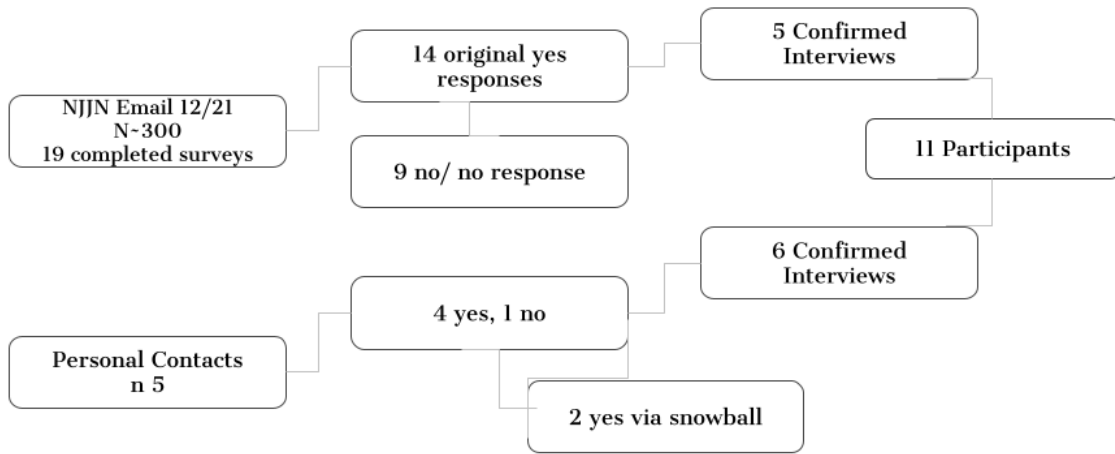 NJJN Email 12/21
N~300
19 completed surveys
14 original yes
responses
9 no/ no response
5 Confirmed
Interviews
11 Participants
6 Confirmed
Interviews
4 yes, 1 no
Personal Contacts
n 5
2 yes via snowball